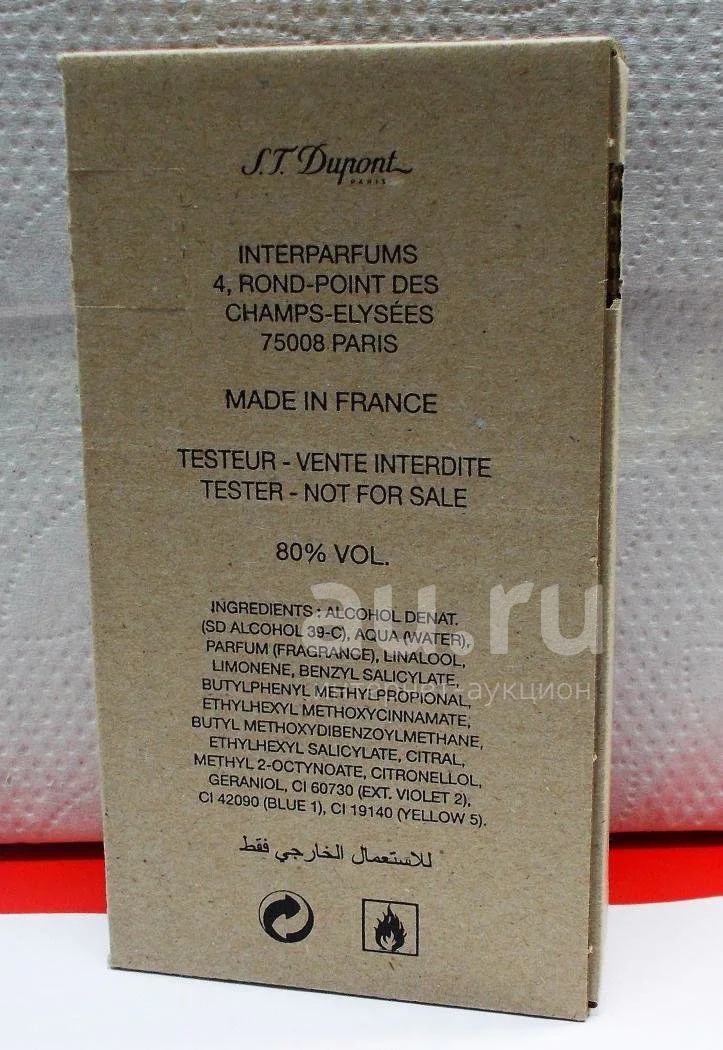 S.T. Dupont
PARIS
INTERPARFUMS
4, ROND-POINT DES
CHAMPS-ELYSÉES
75008 PARIS
MADE IN FRANCE
TESTEUR - VENTE INTERDITE
TESTER - NOT FOR SALE
80% VOL.
INGREDIENTS : ALCOHOL DENAT.
(SD ALCOHOL 39-C), AQUA (WATER),
PARFUM (FRAGRANCE), LINALOOL,
LIMONENE, BENZYL SALICYLATE,
BUTYLPHENYL METHYLPROPIONAL,
ETHYLHEXYL METHOXYCINNAMATE,
BUTYL METHOXYDIBENZOYLMETHANE,
ETHYLHEXYL SALICYLATE, CITRAL,
METHYL 2-OCTYNOATE, CITRONELLOL,
GERANIOL, CI 60730 (EXT. VIOLET 2),
CI 42090 (BLUE 1), CI 19140 (YELLOW 5).
للاستعمال الخارجي فقط
au.ru
интернет-аукцион